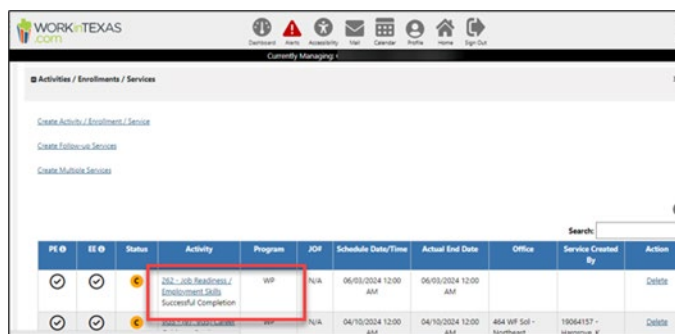 WORKinTEXAS
.com
Dashboard Alerts Accessibility Mail Calendar Profile Home Sign Out
Currently Managing:
Activities / Enrollments / Services
Create Activity / Enrollment / Service
Create Follow-up Services
Create Multiple Services
Search:
PE EE Status Activity Program JO# Schedule Date/Time Actual End Date Office Service Created By Action
C 262 - Job Readiness / Employment Skills Successful Completion WP N/A 06/03/2024 12:00 AM 06/03/2024 12:00 AM Delete
C WP N/A 04/10/2024 12:00 AM 04/10/2024 12:00 AM 464 WF Sol - Northeast 19064157 - Delete